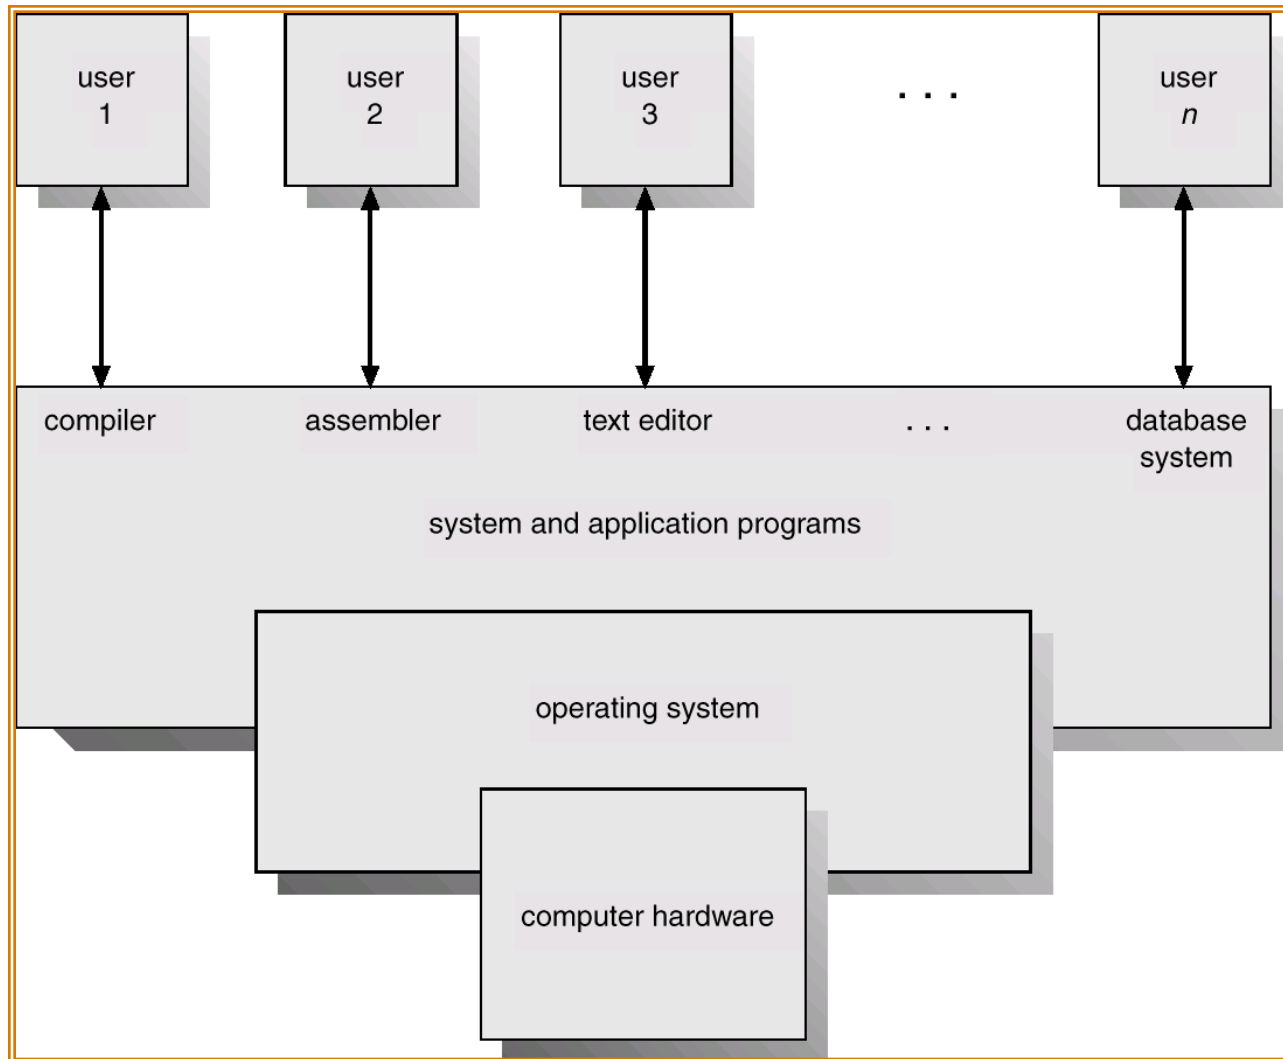 user
1
user
2
user
3
. . .
user
n
compiler
assembler
text editor
. . .
database
system
system and application programs
operating system
computer hardware